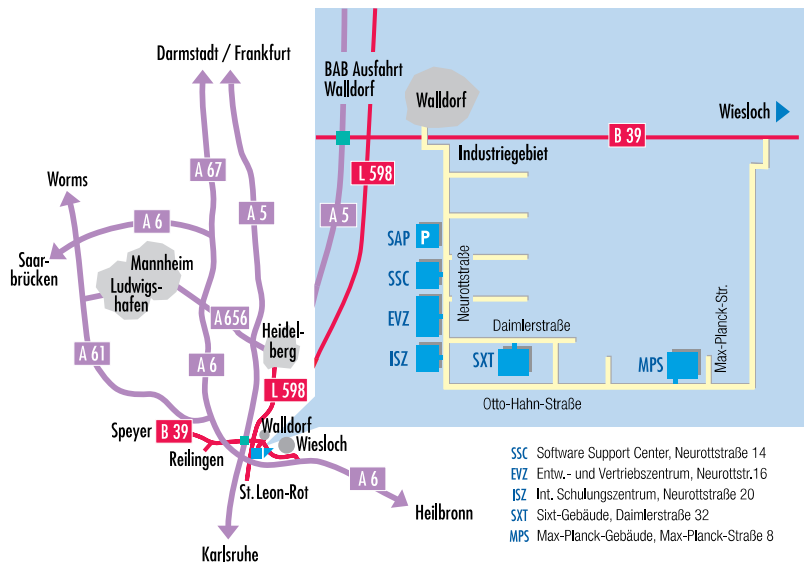 Darmstadt / Frankfurt
A 67
Worms
A 6
A 5
Saar-
brücken
Mannheim
Ludwigs-
hafen
A 656
Heidel-
berg
A 61
A 6
L 598
Speyer
B 39
Walldorf
Wiesloch
Reilingen
St. Leon-Rot
A 6
Heilbronn
Karlsruhe
BAB Ausfahrt
Walldorf
Walldorf
Wiesloch
B 39
Industriegebiet
L 598
A 5
SAP
P
SSC
Neurottstraße
EVZ
Max-Planck-Str.
Daimlerstraße
ISZ
SXT
MPS
Otto-Hahn-Straße
SSC Software Support Center, Neurottstraße 14
EVZ Entw.- und Vertriebszentrum, Neurottstr.16
ISZ Int. Schulungszentrum, Neurottstraße 20
SXT Sixt-Gebäude, Daimlerstraße 32
MPS Max-Planck-Gebäude, Max-Planck-Straße 8